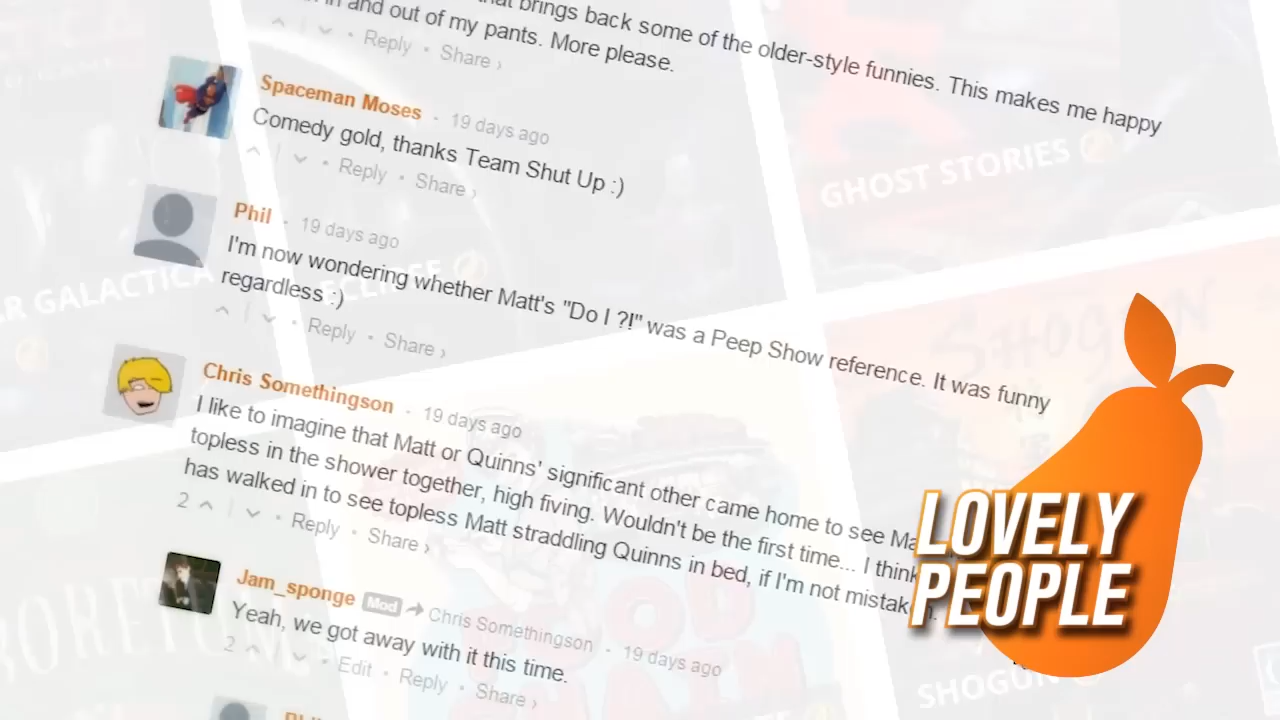 that brings back some of the older-style funnies. This makes me happy
in and out of my pants. More please.
• Reply • Share ›
Spaceman Moses • 19 days ago
Comedy gold, thanks Team Shut Up :)
• Reply • Share ›
Phil • 19 days ago
I'm now wondering whether Matt's "Do I ?!" was a Peep Show reference. It was funny
regardless :)
• Reply • Share ›
Chris Somethingson • 19 days ago
I like to imagine that Matt or Quinns' significant other came home to see Ma
topless in the shower together, high fiving. Wouldn't be the first time... I think
has walked in to see topless Matt straddling Quinns in bed, if I'm not mistak
2 • Reply • Share ›
Jam_sponge Mod Chris Somethingson • 19 days ago
Yeah, we got away with it this time.
2 • Edit • Reply • Share ›
LOVELY
PEOPLE
GHOST STORIES
R GALACTICA
ECLIPSE
SHOGUN
SHOGUN